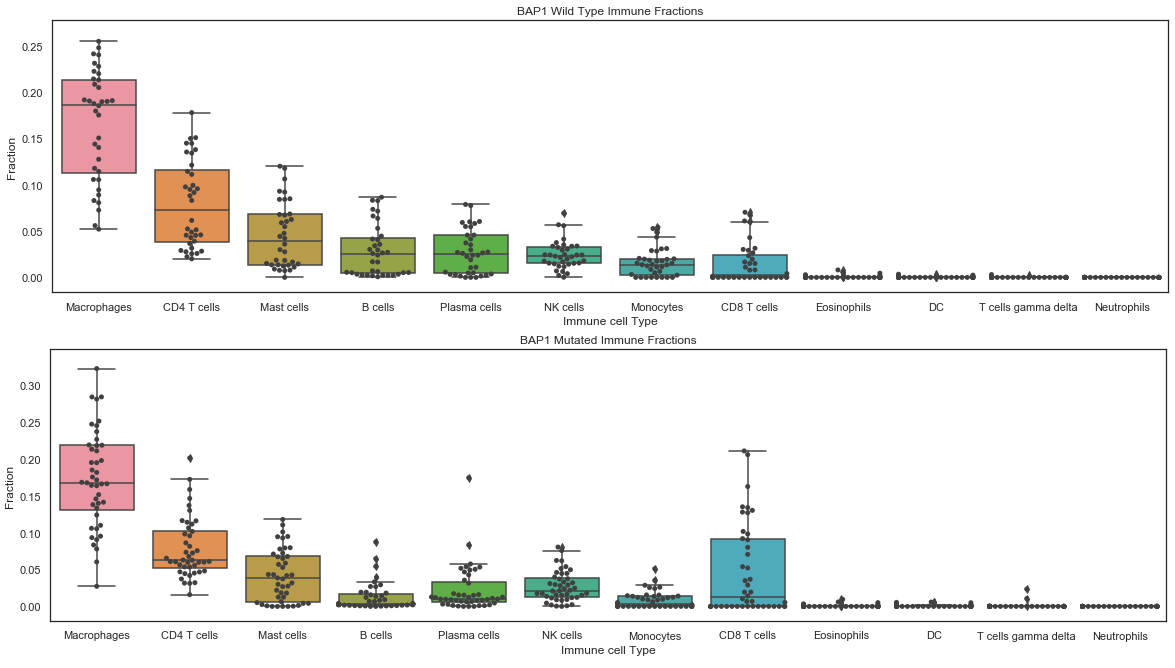 BAP1 Wild Type Immune Fractions
Fraction
0.25
0.20
0.15
0.10
0.05
0.00
Macrophages CD4 T cells Mast cells B cells Plasma cells NK cells Monocytes CD8 T cells Eosinophils DC T cells gamma delta Neutrophils
Immune cell Type
BAP1 Mutated Immune Fractions
Fraction
0.30
0.25
0.20
0.15
0.10
0.05
0.00
Macrophages CD4 T cells Mast cells B cells Plasma cells NK cells Monocytes CD8 T cells Eosinophils DC T cells gamma delta Neutrophils
Immune cell Type